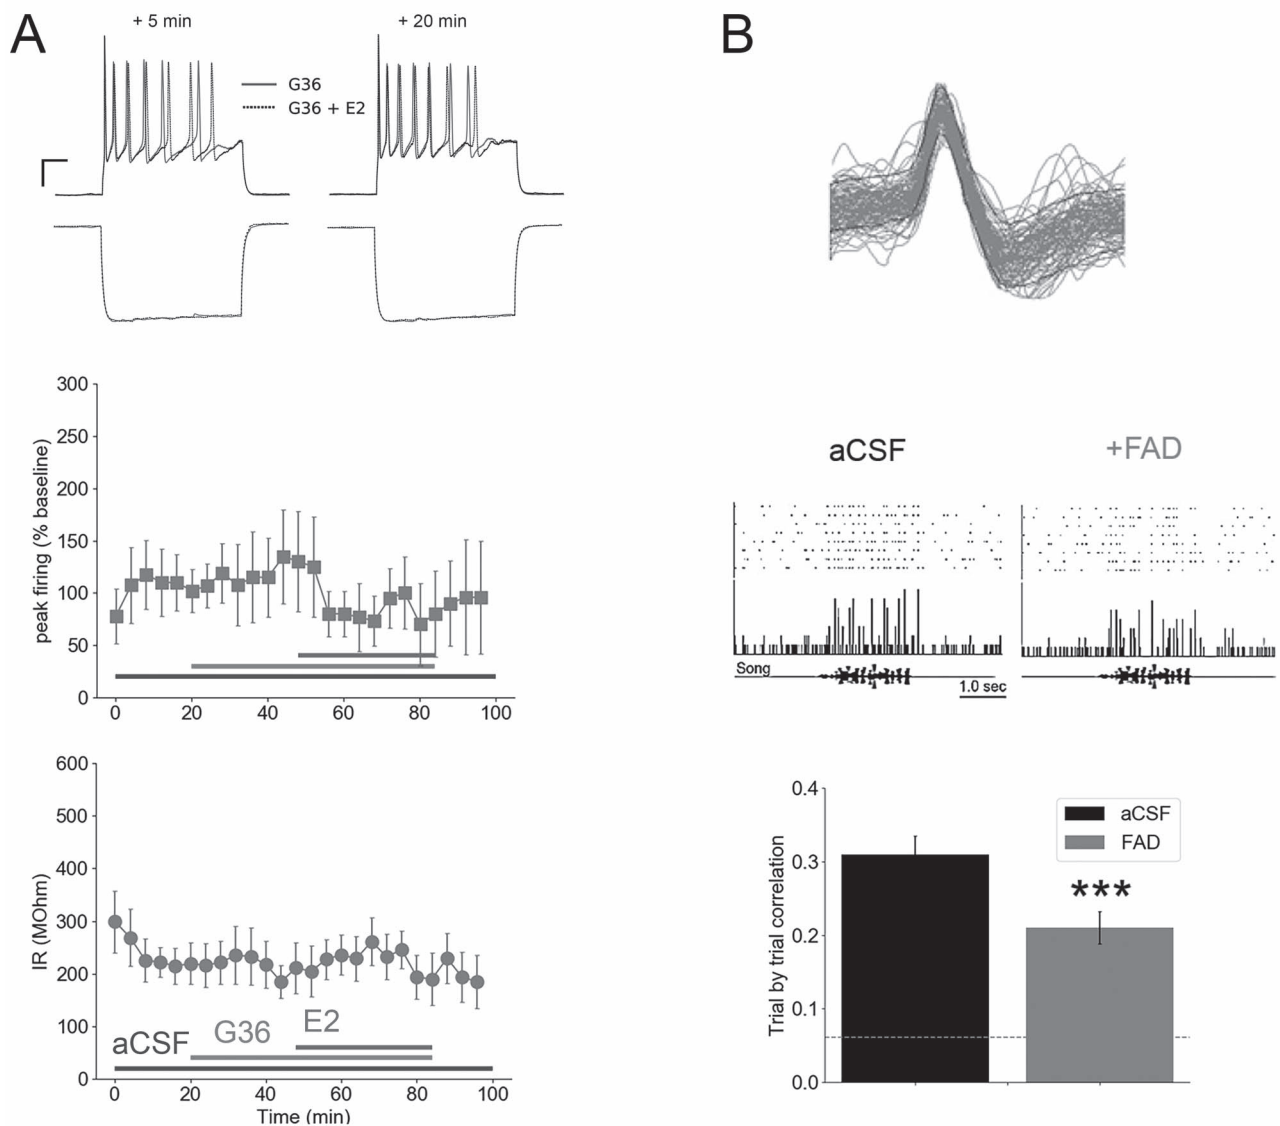 A
+ 5 min
+ 20 min
G36
G36 + E2
peak firing (% baseline)
300
250
200
150
100
50
0
0 20 40 60 80 100
IR (MOhm)
600
500
400
300
200
100
0
aCSF G36 E2
0 20 40 60 80 100
Time (min)
B
aCSF +FAD
Song
1.0 sec
Trial by trial correlation
0.4
0.3
0.2
0.1
0.0
aCSF
FAD
***